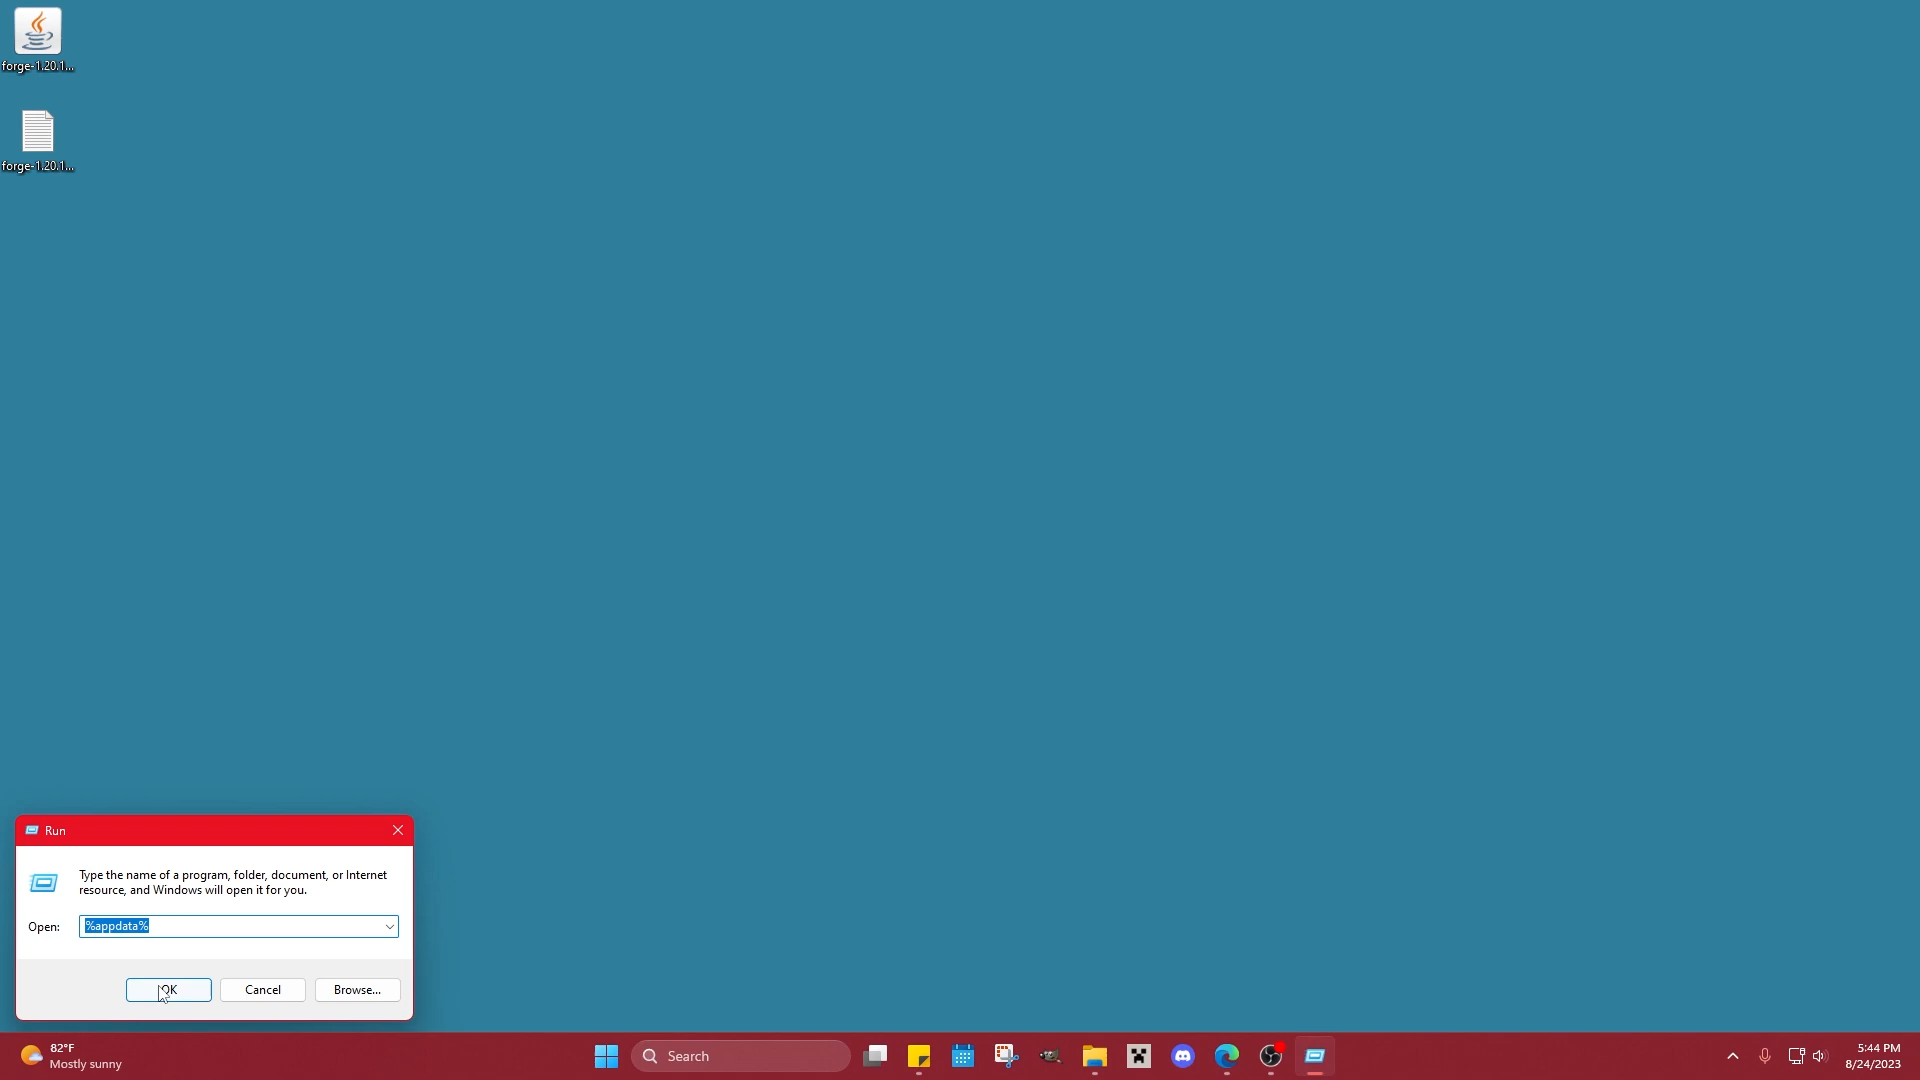 forge-1.20.1...
forge-1.20.1...
Run
Type the name of a program, folder, document, or Internet
resource, and Windows will open it for you.
Open:
%appdata%
OK
Cancel
Browse...
82°F
Mostly sunny
Search
5:44 PM
8/24/2023